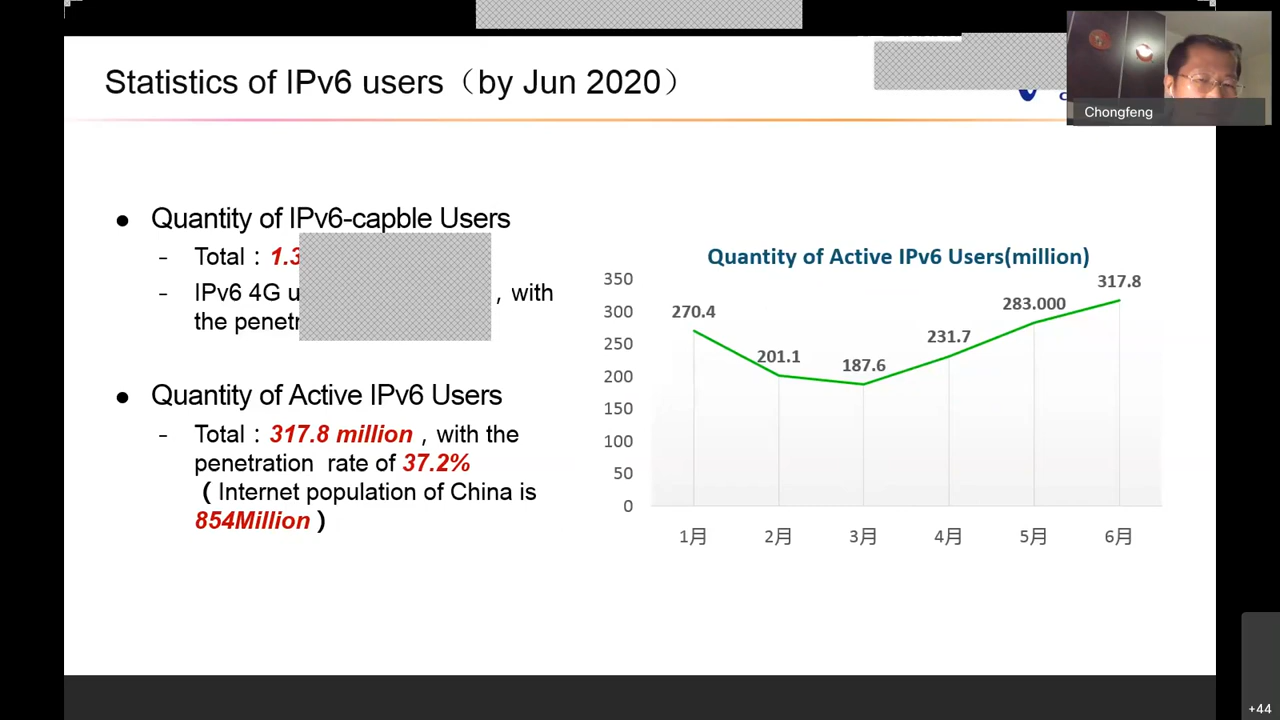 Statistics of IPv6 users（by Jun 2020）
Chongfeng
● Quantity of IPv6-capble Users
- Total：1.3
- IPv6 4G u ，with
the penetr
● Quantity of Active IPv6 Users
- Total：317.8 million，with the
penetration rate of 37.2%
（Internet population of China is
854Million）
Quantity of Active IPv6 Users(million)
350
300
250
200
150
100
50
0
270.4
201.1
187.6
231.7
283.000
317.8
1月
2月
3月
4月
5月
6月
+44